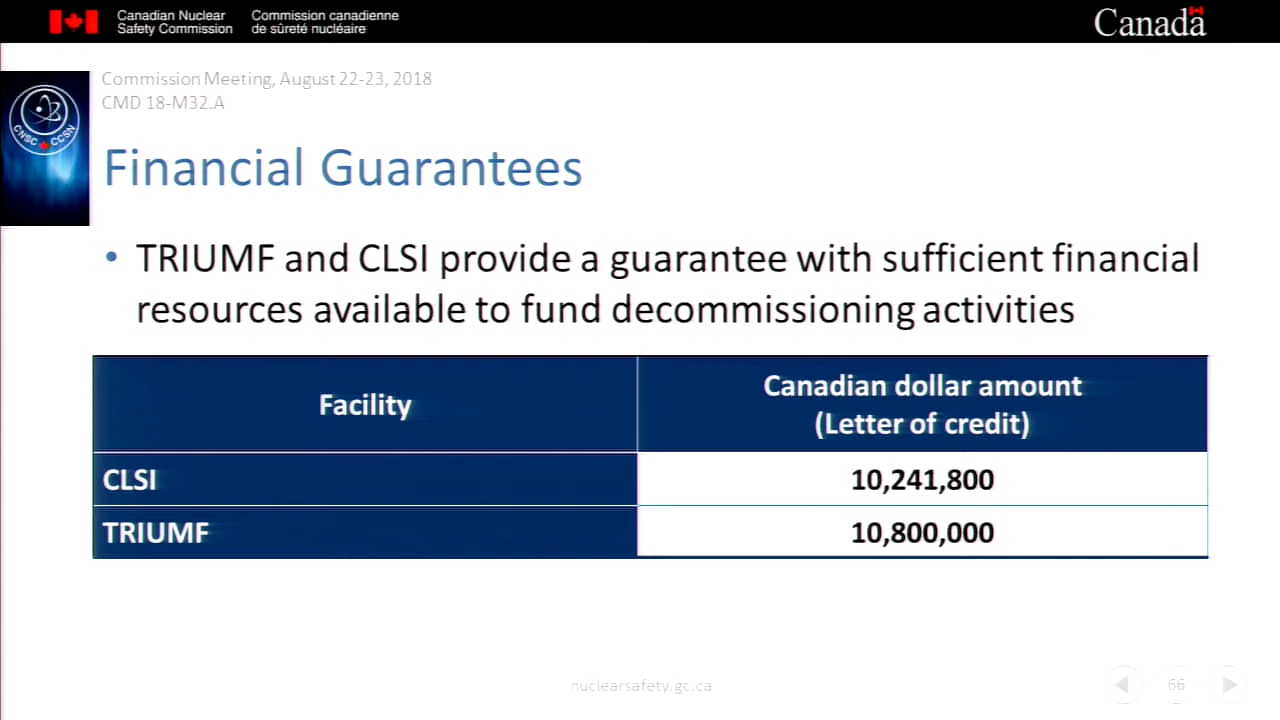 Canadian Nuclear
Safety Commission
Commission canadienne
de sûreté nucléaire
Canada
Commission Meeting, August 22-23, 2018
CMD 18-M32.A
CNSC CCSN
Financial Guarantees
• TRIUMF and CLSI provide a guarantee with sufficient financial
resources available to fund decommissioning activities
Facility
Canadian dollar amount
(Letter of credit)
CLSI 10,241,800
TRIUMF 10,800,000
nuclearsafety.gc.ca
66